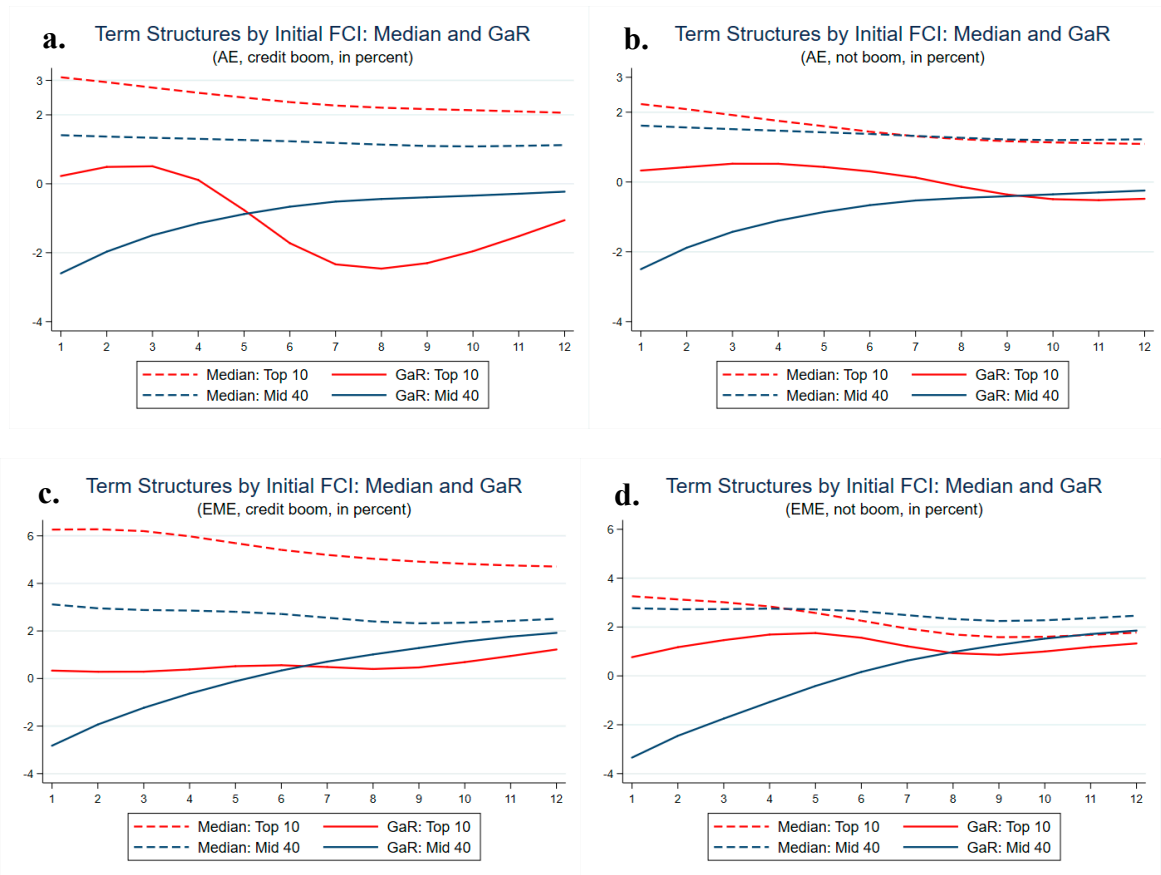 a.
Term Structures by Initial FCI: Median and GaR
(AE, credit boom, in percent)
3
2
0
-2
-4
1 2 3 4 5 6 7 8 9 10 11 12
Median: Top 10 GaR: Top 10
Median: Mid 40 GaR: Mid 40
b.
Term Structures by Initial FCI: Median and GaR
(AE, not boom, in percent)
3
2
0
-2
-4
1 2 3 4 5 6 7 8 9 10 11 12
Median: Top 10 GaR: Top 10
Median: Mid 40 GaR: Mid 40
c.
Term Structures by Initial FCI: Median and GaR
(EME, credit boom, in percent)
6
4
2
0
-2
-4
1 2 3 4 5 6 7 8 9 10 11 12
Median: Top 10 GaR: Top 10
Median: Mid 40 GaR: Mid 40
d.
Term Structures by Initial FCI: Median and GaR
(EME, not boom, in percent)
6
4
2
0
-2
-4
1 2 3 4 5 6 7 8 9 10 11 12
Median: Top 10 GaR: Top 10
Median: Mid 40 GaR: Mid 40